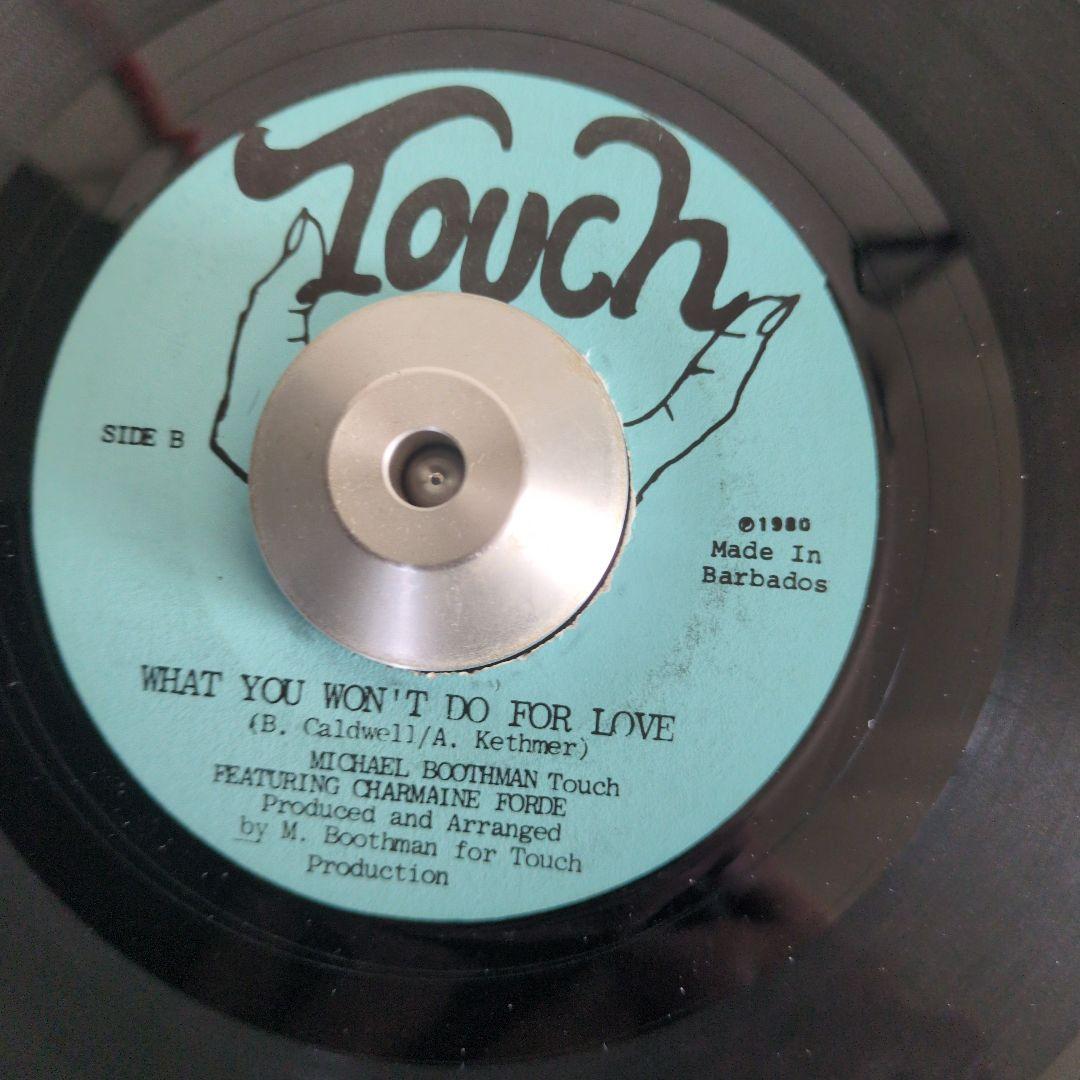 Touch
SIDE B
℗1980
Made In
Barbados
WHAT YOU WON'T DO FOR LOVE
(B. Caldwell/A. Kethmer)
MICHAEL BOOTHMAN Touch
FEATURING CHARMAINE FORDE
Produced and Arranged
by M. Boothman for Touch
Production